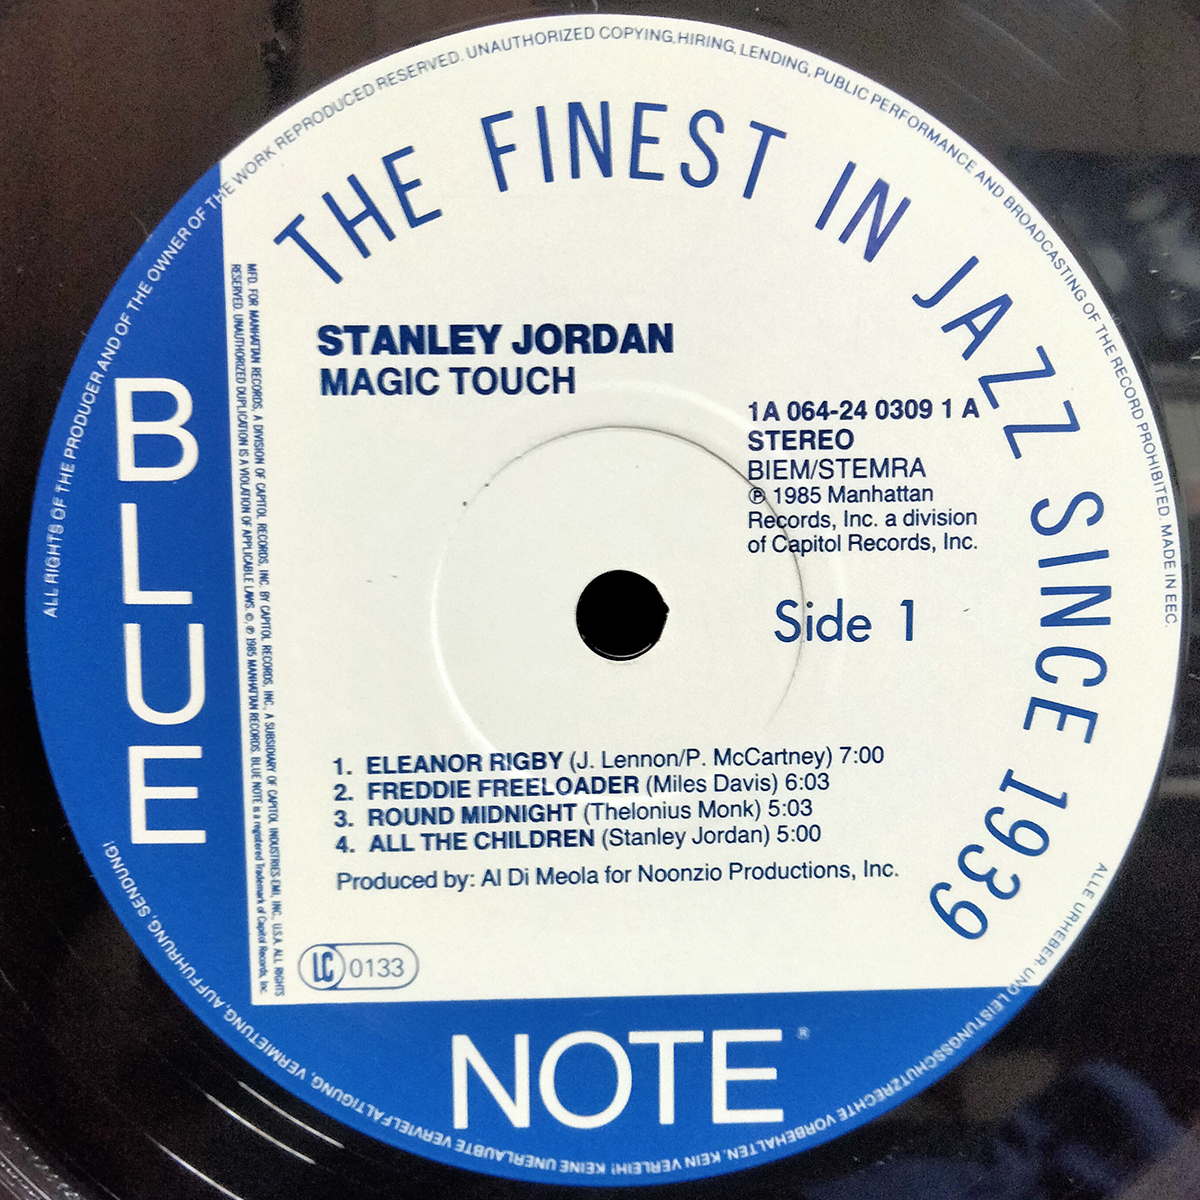 ALL RIGHTS OF THE PRODUCER AND OF THE OWNER OF THE WORK REPRODUCED RESERVED. UNAUTHORIZED COPYING, HIRING, LENDING, PUBLIC PERFORMANCE AND BROADCASTING OF THE RECORD PROHIBITED. MADE IN EEC.
THE FINEST IN JAZZ SINCE 1939
BLUE
MFD. FOR MANHATTAN RECORDS, A DIVISION OF CAPITOL RECORDS, INC. BY CAPITOL RECORDS, INC., A SUBSIDIARY OF CAPITOL INDUSTRIES-EMI, INC., U.S.A. ALL RIGHTS
RESERVED. UNAUTHORIZED DUPLICATION IS A VIOLATION OF APPLICABLE LAWS. ©, ℗ 1985 MANHATTAN RECORDS. BLUE NOTE is a registered Trademark of Capitol Records, Inc.
STANLEY JORDAN
MAGIC TOUCH
1A 064-24 0309 1 A
STEREO
BIEM/STEMRA
℗ 1985 Manhattan
Records, Inc. a division
of Capitol Records, Inc.
Side 1
1. ELEANOR RIGBY (J. Lennon/P. McCartney) 7:00
2. FREDDIE FREELOADER (Miles Davis) 6:03
3. ROUND MIDNIGHT (Thelonius Monk) 5:03
4. ALL THE CHILDREN (Stanley Jordan) 5:00
Produced by: Al Di Meola for Noonzio Productions, Inc.
LC 0133
NOTE®
ALLE URHEBER- UND LEISTUNGSSCHUTZRECHTE VORBEHALTEN. KEIN VERLEIH! KEINE UNERLAUBTE VERVIELFÄLTIGUNG, VERMIETUNG, AUFFÜHRUNG, SENDUNG!